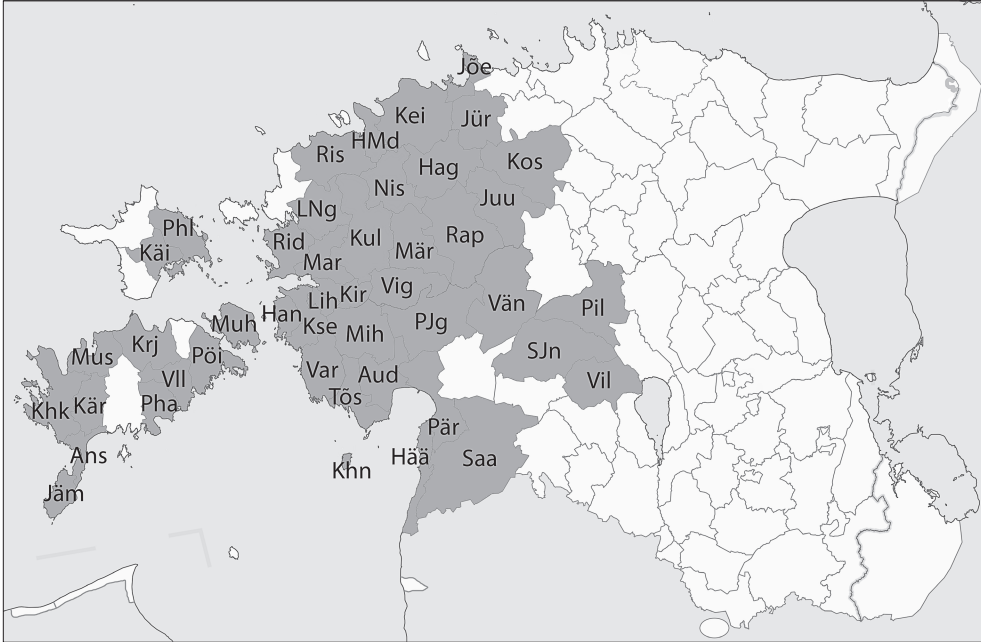 Jõe
Kei
Jür
HMd
Ris
Hag
Kos
Nis
Juu
LNg
Phl
Rid
Kul
Mär
Rap
Käi
Mar
Vig
Lih
Kir
Vän
Pil
Han
Muh
Kse
Mih
PJg
Krj
Mus
Pöi
SJn
Var
Aud
Vll
Vil
Khk
Kär
Pha
Tõs
Pär
Ans
Hää
Saa
Khn
Jäm